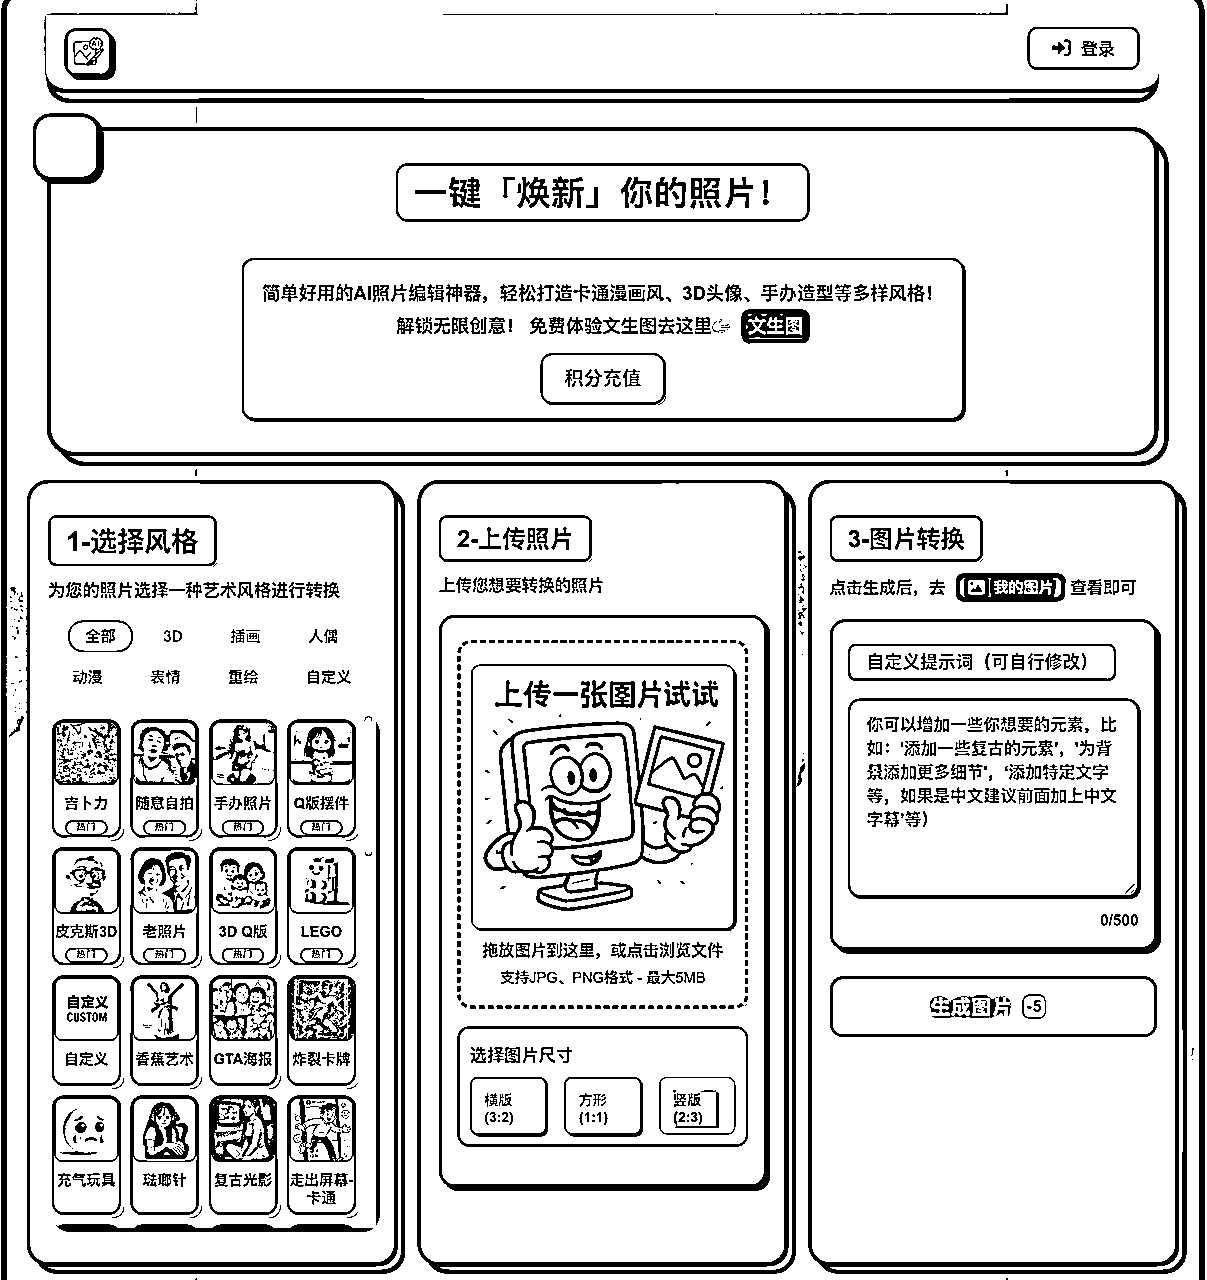 登录
一键「焕新」你的照片！
简单好用的AI照片编辑神器，轻松打造卡通漫画风、3D头像、手办造型等多样风格！
解锁无限创意！ 免费体验文生图去这里👉 文生图
积分充值
1-选择风格
为您的照片选择一种艺术风格进行转换
全部 3D 插画 人偶
动漫 表情 重绘 自定义
吉卜力 随意自拍 手办照片 Q版摆件
热门 热门 热门 热门
皮克斯3D 老照片 3D Q版 LEGO
热门 热门 热门 热门
自定义
CUSTOM
自定义 香蕉艺术 GTA海报 炸裂卡牌
充气玩具 珐琅针 复古光影 走出屏幕-
卡通
2-上传照片
上传您想要转换的照片
上传一张图片试试
拖放图片到这里，或点击浏览文件
支持JPG、PNG格式 - 最大5MB
选择图片尺寸
横版 方形 竖版
(3:2) (1:1) (2:3)
3-图片转换
点击生成后，去 【我的图片】 查看即可
自定义提示词（可自行修改）
你可以增加一些你想要的元素，比
如：'添加一些复古的元素'，'为背
景添加更多细节'，'添加特定文字
等，如果是中文建议前面加上中文
字幕'等）
0/500
生成图片 -5